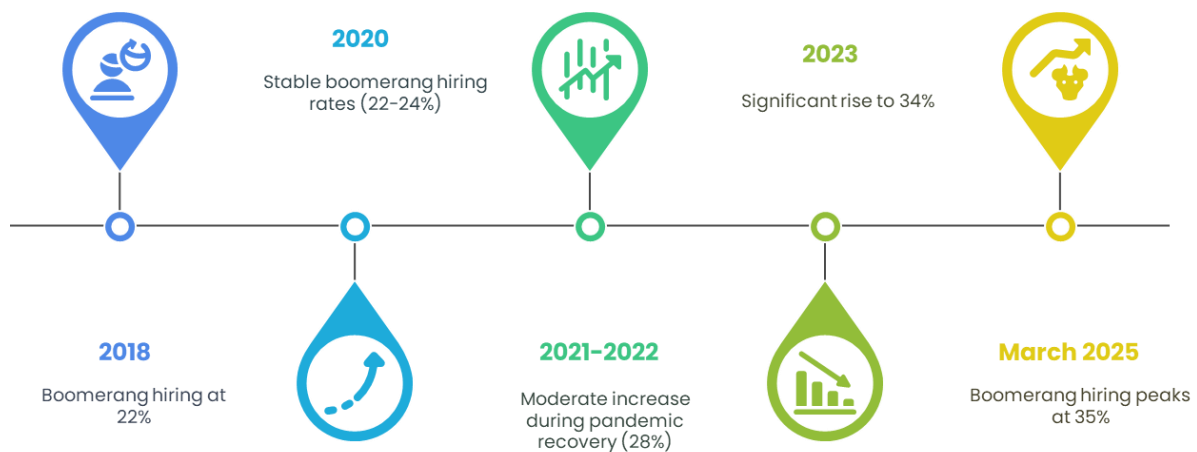 2018
Boomerang hiring at
22%
2020
Stable boomerang hiring
rates (22-24%)
2021-2022
Moderate increase
during pandemic
recovery (28%)
2023
Significant rise to 34%
March 2025
Boomerang hiring peaks
at 35%